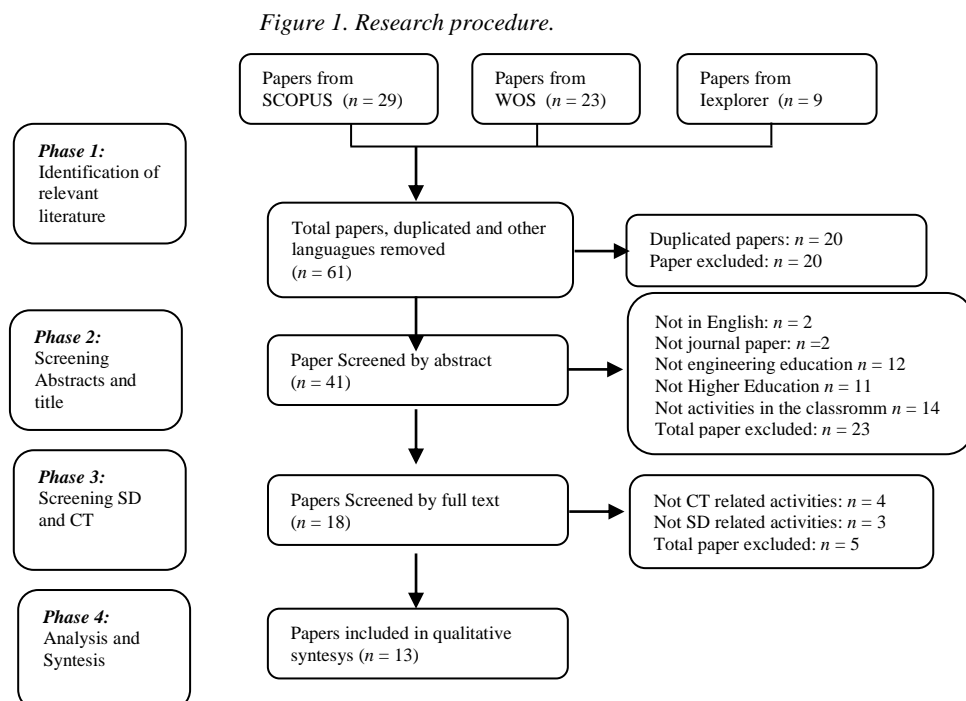 Figure 1. Research procedure.
Papers from
SCOPUS (n = 29)
Papers from
WOS (n = 23)
Papers from
Iexplorer (n = 9
Phase 1:
Identification of
relevant
literature
Total papers, duplicated and other
languagues removed
(n = 61)
Duplicated papers: n = 20
Paper excluded: n = 20
Phase 2:
Screening
Abstracts and
title
Paper Screened by abstract
(n = 41)
Not in English: n = 2
Not journal paper: n =2
Not engineering education n = 12
Not Higher Education n = 11
Not activities in the classromm n = 14
Total paper excluded: n = 23
Phase 3:
Screening SD
and CT
Papers Screened by full text
(n = 18)
Not CT related activities: n = 4
Not SD related activities: n = 3
Total paper excluded: n = 5
Phase 4:
Analysis and
Syntesis
Papers included in qualitative
syntesys (n = 13)